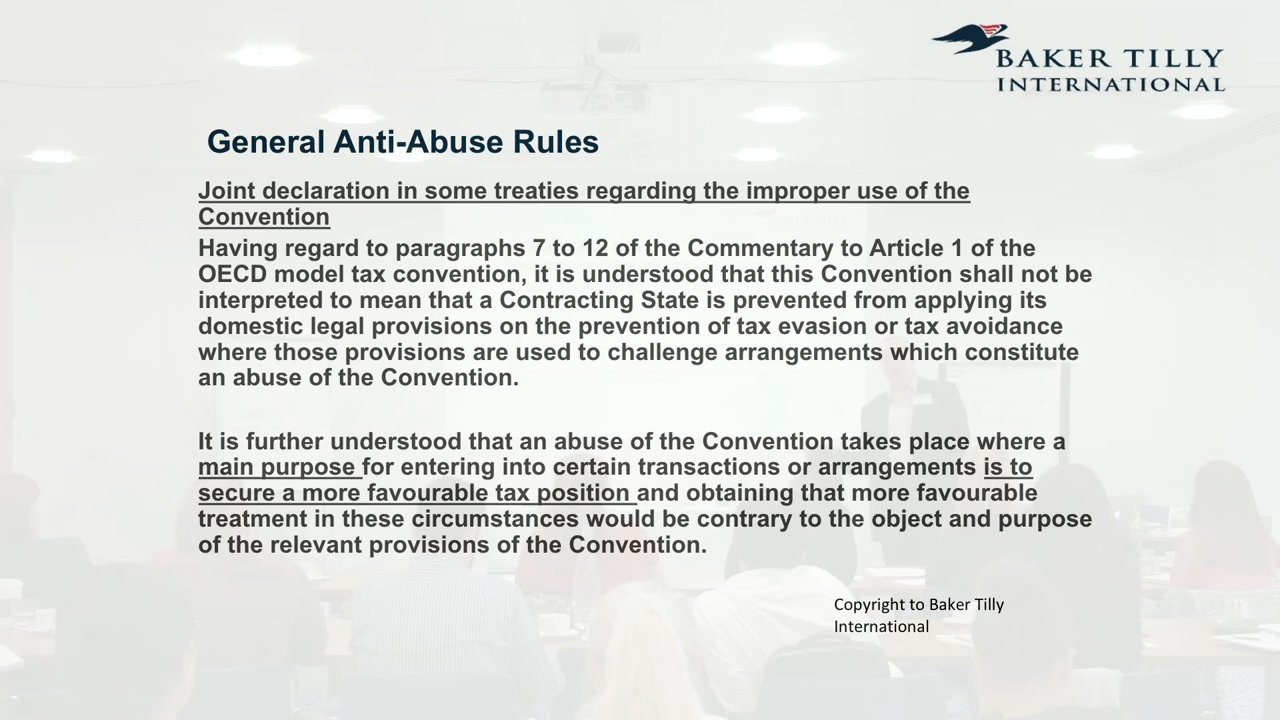 BAKER TILLY
INTERNATIONAL
General Anti-Abuse Rules
Joint declaration in some treaties regarding the improper use of the
Convention
Having regard to paragraphs 7 to 12 of the Commentary to Article 1 of the
OECD model tax convention, it is understood that this Convention shall not be
interpreted to mean that a Contracting State is prevented from applying its
domestic legal provisions on the prevention of tax evasion or tax avoidance
where those provisions are used to challenge arrangements which constitute
an abuse of the Convention.
It is further understood that an abuse of the Convention takes place where a
main purpose for entering into certain transactions or arrangements is to
secure a more favourable tax position and obtaining that more favourable
treatment in these circumstances would be contrary to the object and purpose
of the relevant provisions of the Convention.
Copyright to Baker Tilly
International